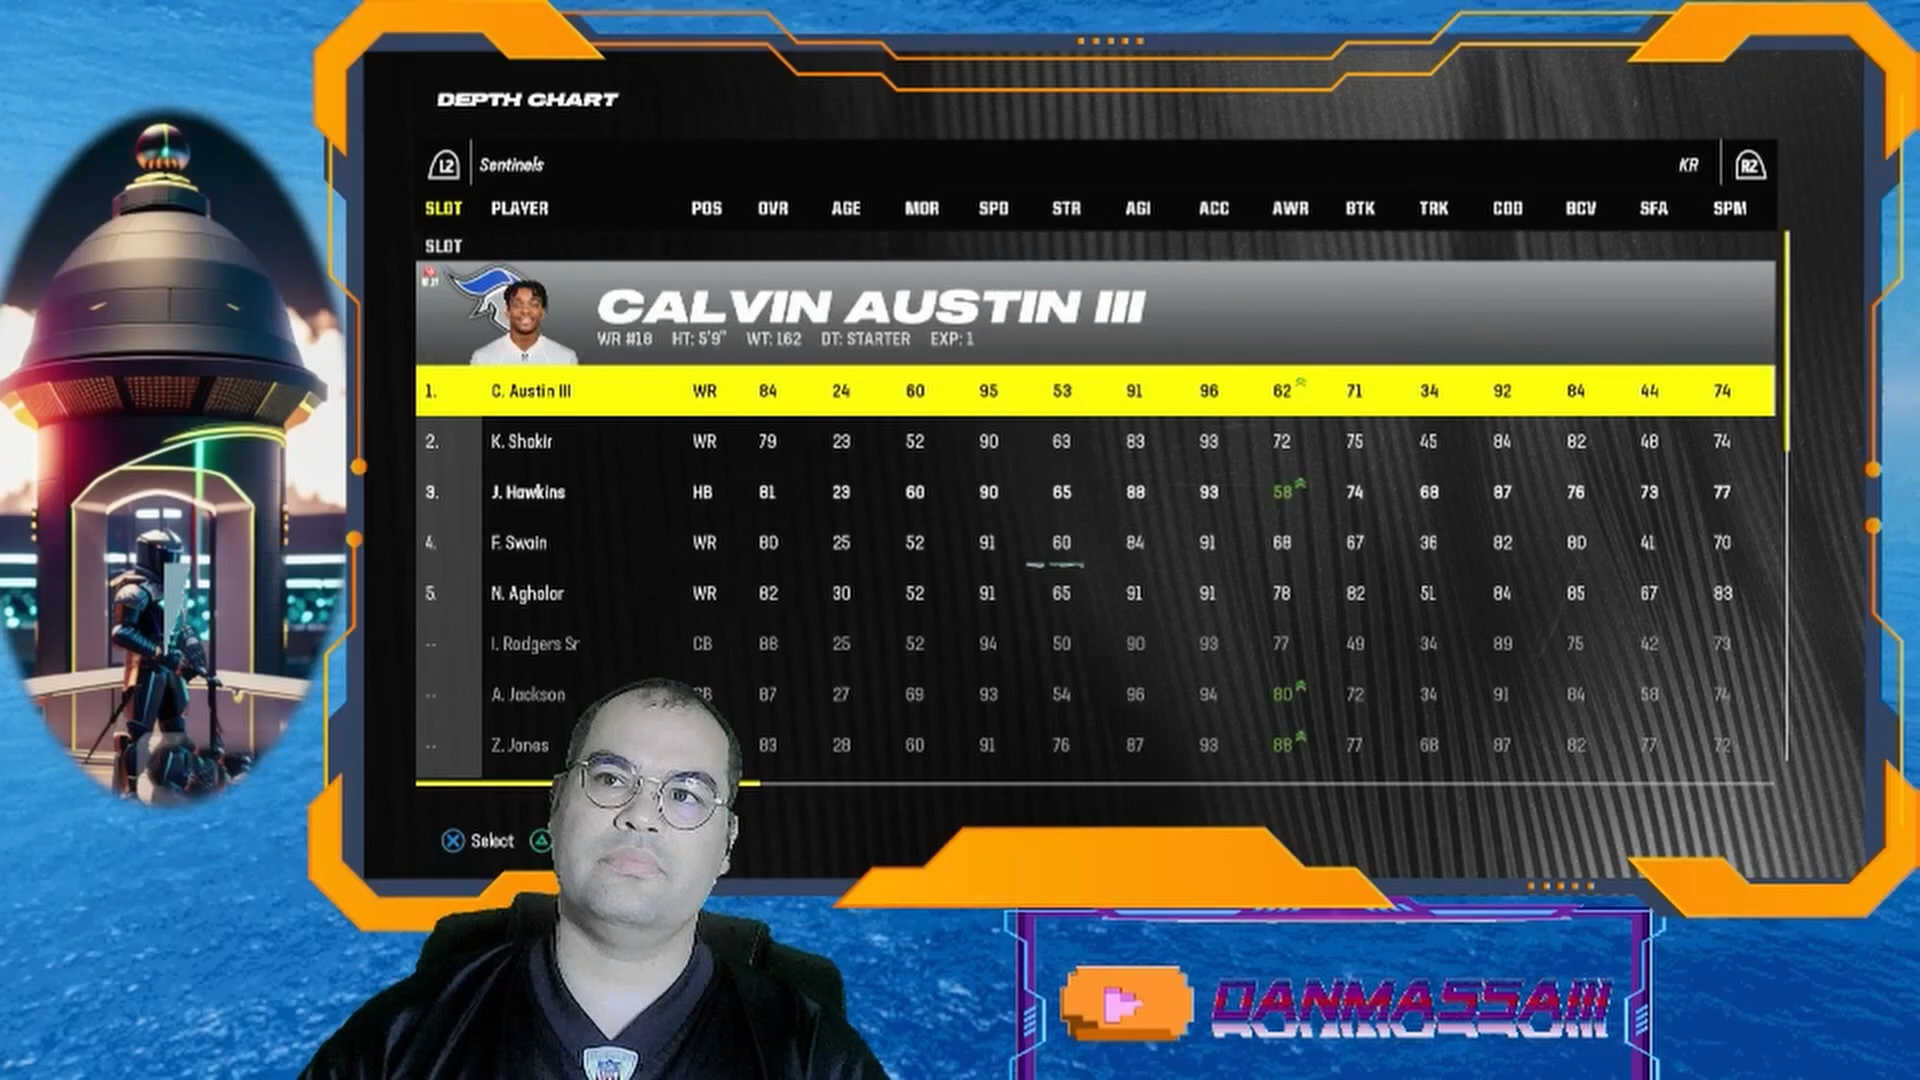 DEPTH CHART
L2 Sentinels KR R2
SLOT PLAYER POS OVR AGE MOR SPD STR AGI ACC AWR BTK TRK COD BCV SFA SPM
SLOT
CALVIN AUSTIN III
WR #18 HT: 5'9" WT: 162 DT: STARTER EXP: 1
1. C. Austin III WR 84 24 60 95 53 91 96 62 71 34 92 84 44 74
2. K. Shakir WR 79 23 52 90 63 83 93 72 75 45 84 82 48 74
3. J. Hawkins HB 81 23 60 90 65 88 93 58 74 68 87 76 73 77
4. F. Swain WR 80 25 52 91 60 84 91 68 67 36 82 80 41 70
5. N. Agholor WR 82 30 52 91 65 91 91 78 82 51 84 85 67 83
-- I. Rodgers Sr CB 88 25 52 94 50 90 93 77 49 34 89 75 42 73
-- A. Jackson CB 87 27 69 93 54 96 94 80 72 34 91 84 58 74
-- Z. Jones 83 28 60 91 76 87 93 88 77 68 87 82 77 72
Select
DANMASSAIII